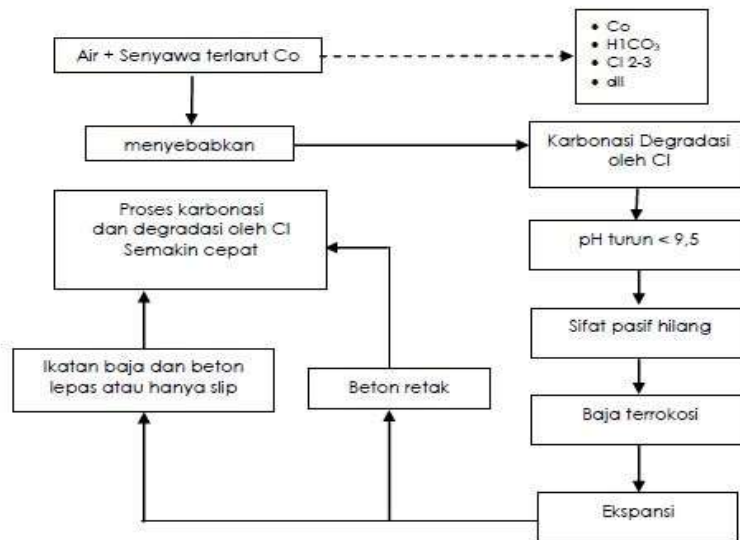 Air + Senyawa terlarut Co
• Co
• H1CO₃
• Cl 2-3
• dll
menyebabkan
Karbonasi Degradasi
oleh Cl
Proses karbonasi
dan degradasi oleh Cl
Semakin cepat
pH turun < 9,5
Sifat pasif hilang
Ikatan baja dan beton
lepas atau hanya slip
Beton retak
Baja terrokosi
Ekspansi